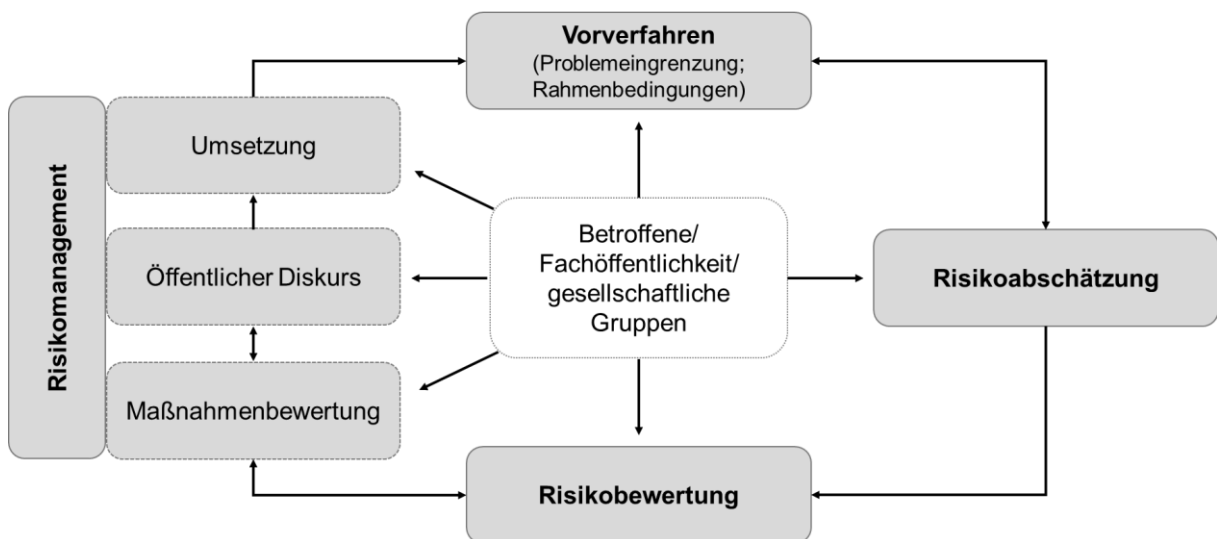 Vorverfahren
(Problemeingrenzung;
Rahmenbedingungen)
Risikomanagement
Umsetzung
Öffentlicher Diskurs
Maßnahmenbewertung
Betroffene/
Fachöffentlichkeit/
gesellschaftliche
Gruppen
Risikoabschätzung
Risikobewertung